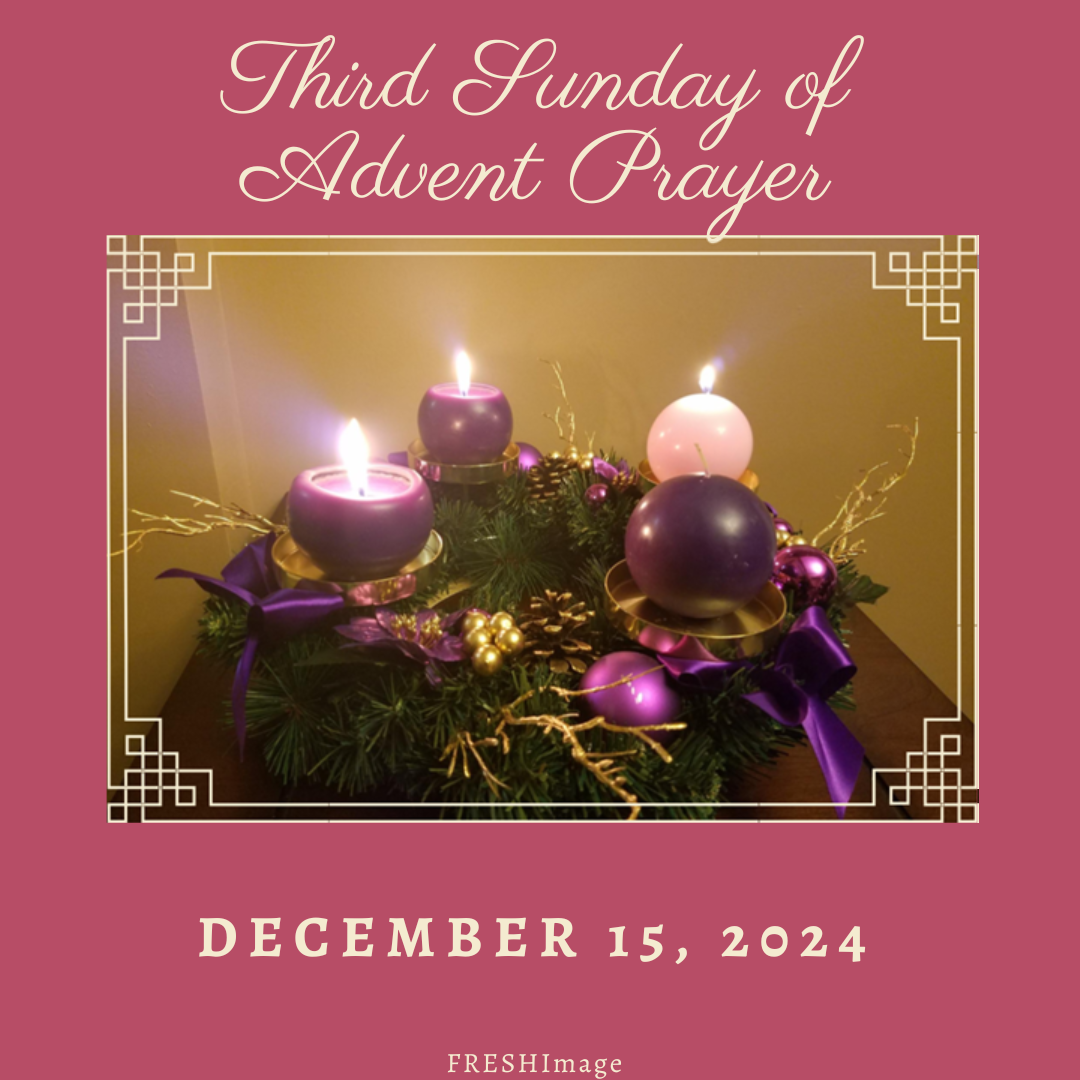 Third Sunday of
Advent Prayer
DECEMBER 15, 2024
FRESHImage